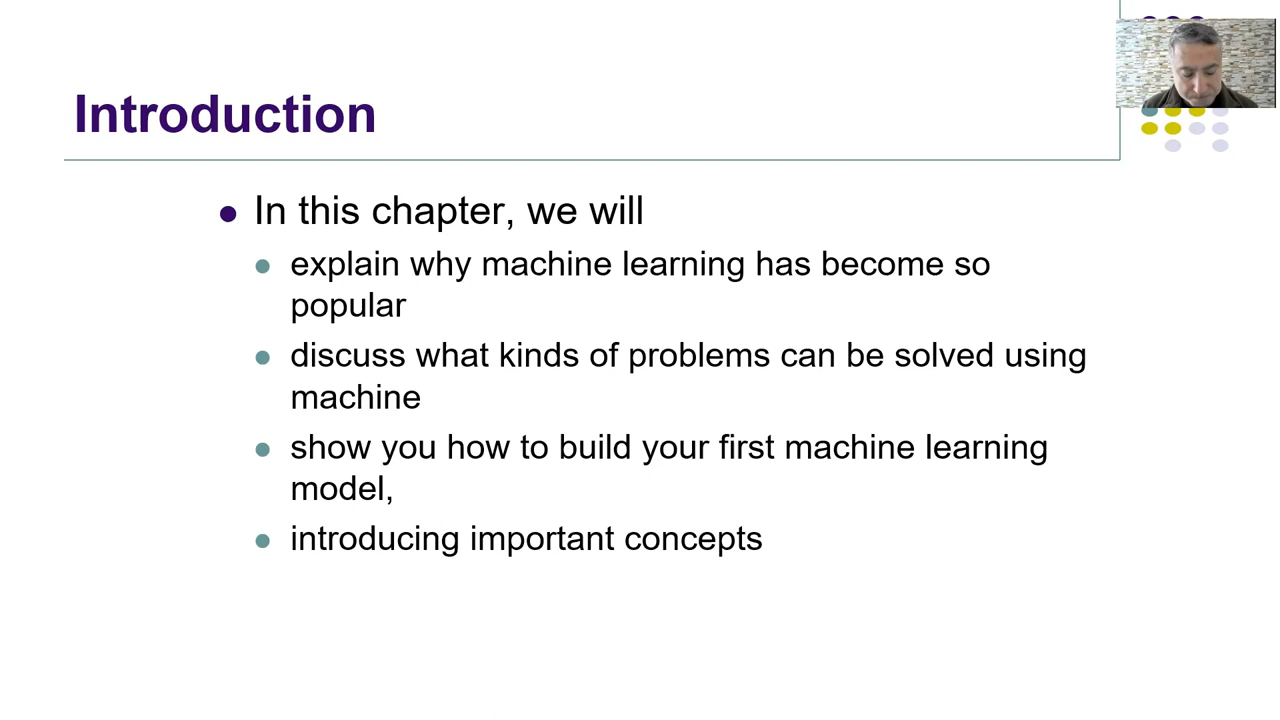 Introduction
In this chapter, we will
explain why machine learning has become so
popular
discuss what kinds of problems can be solved using
machine
show you how to build your first machine learning
model,
introducing important concepts